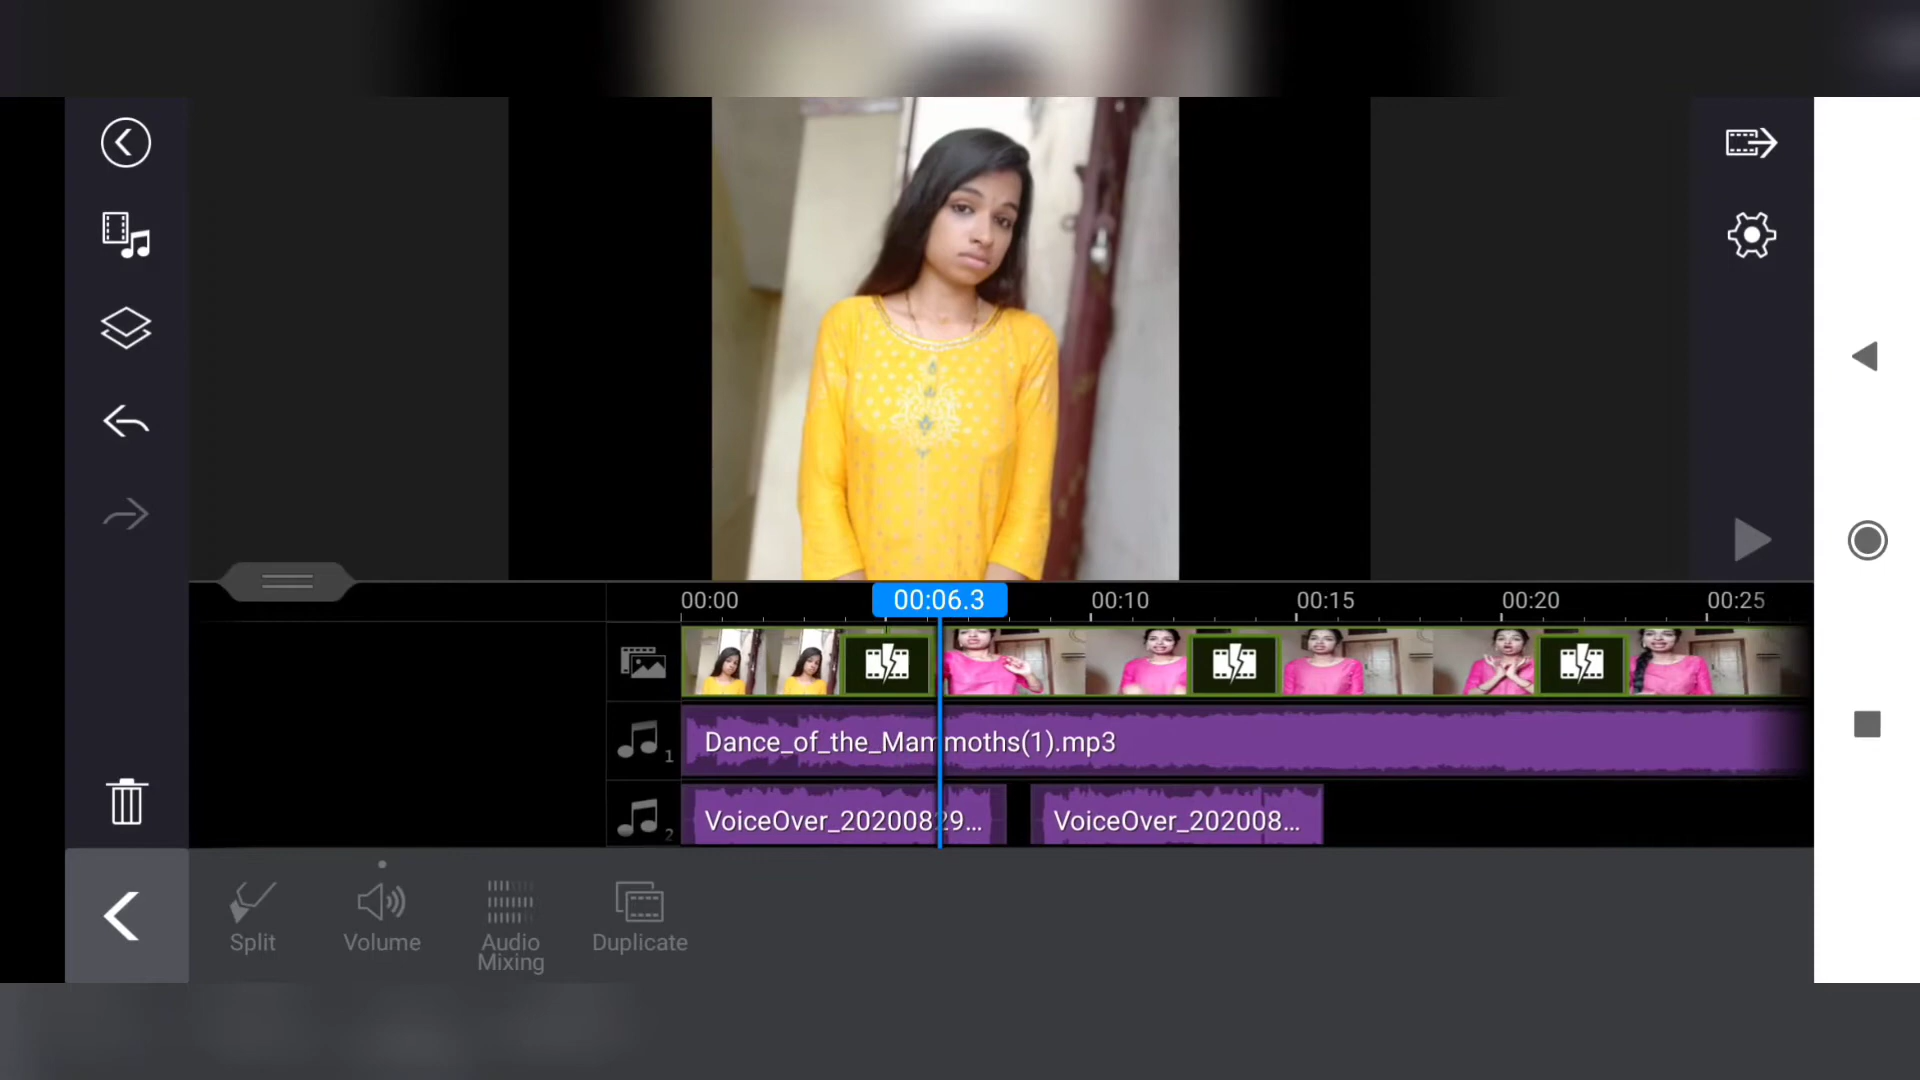 00:00
00:06.3
00:10
00:15
00:20
00:25
Dance_of_the_Mammoths(1).mp3
1
VoiceOver_20200829...
VoiceOver_202008...
2
Split
Volume
Audio
Mixing
Duplicate